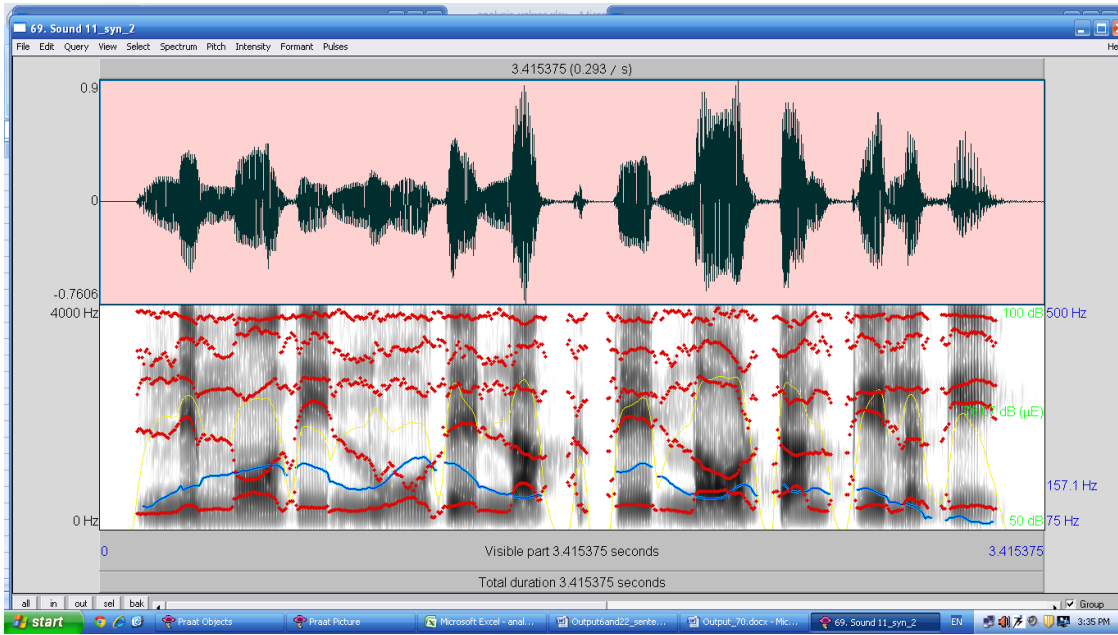 69. Sound 11_syn_2
File Edit Query View Select Spectrum Pitch Intensity Formant Pulses
3.415375 (0.293 / s)
0.9
0
-0.7606
4000 Hz 100 dB 500 Hz
dB (µE)
157.1 Hz
0 Hz 50 dB 75 Hz
0 Visible part 3.415375 seconds 3.415375
Total duration 3.415375 seconds
all in out sel bak Group
start Praat Objects Praat Picture Microsoft Excel - anal... Output6and22_sente... Output_70.docx - Mic... 69. Sound 11_syn_2 EN 3:35 PM